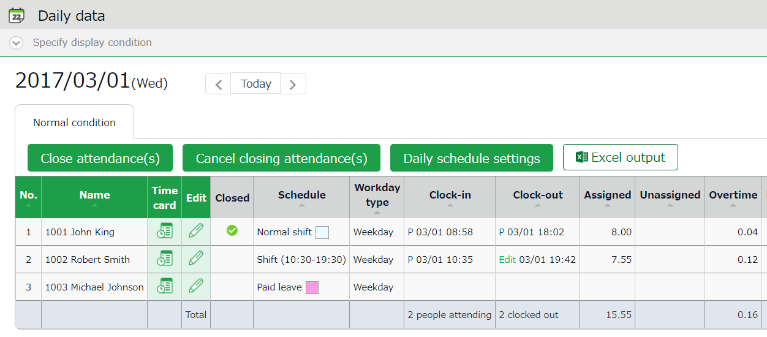 22
Daily data
Specify display condition
2017/03/01(Wed)
Today
Normal condition
Close attendance(s) Cancel closing attendance(s) Daily schedule settings Excel output
No. Name Time card Edit Closed Schedule Workday type Clock-in Clock-out Assigned Unassigned Overtime
1 1001 John King Normal shift Weekday P 03/01 08:58 P 03/01 18:02 8.00 0.04
2 1002 Robert Smith Shift (10:30-19:30) Weekday P 03/01 10:35 Edit 03/01 19:42 7.55 0.12
3 1003 Michael Johnson Paid leave Weekday
Total 2 people attending 2 clocked out 15.55 0.16